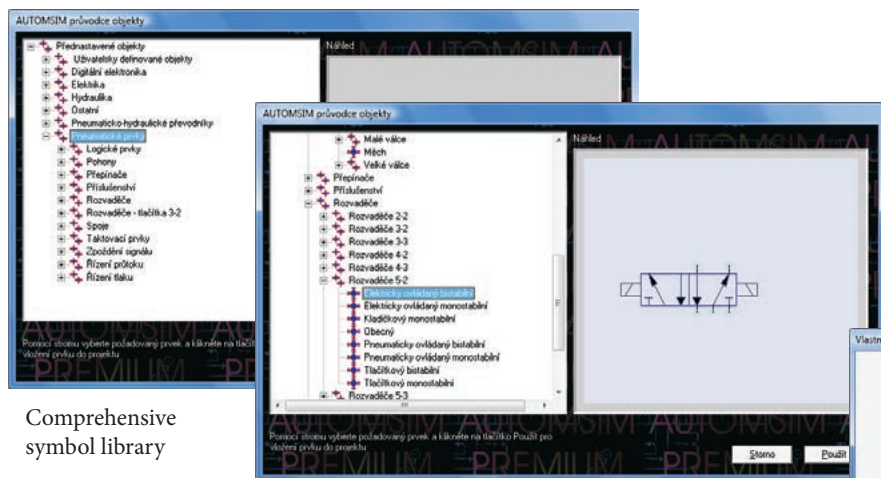 AUTOMSIM průvodce objekty
Přednastavené objekty
Uživatelsky definované objekty
Digitální elektronika
Elektrika
Hydraulika
Ostatní
Pneumaticko-hydraulické převodníky
Pneumatické prvky
Logické prvky
Pohony
Přepínače
Příslušenství
Rozvaděče
Rozvaděče - tlačítka 3-2
Spoje
Taktovací prvky
Zpoždění signálu
Řízení průtoku
Řízení tlaku
Náhled
Pomocí stromu vyberte požadovaný prvek a klikněte na tlačít
vložení prvku do projektu
AUTOMSIM průvodce objekty
Malé válce
Měch
Velké válce
Přepínače
Příslušenství
Rozvaděče
Rozvaděče 2-2
Rozvaděče 3-2
Rozvaděče 3-3
Rozvaděče 4-2
Rozvaděče 4-3
Rozvaděče 5-2
Elektricky ovládaný bistabilní
Elektricky ovládaný monostabilní
Kladičkový monostabilní
Obecný
Pneumaticky ovládaný bistabilní
Pneumaticky ovládaný monostabilní
Tlačítkový bistabilní
Tlačítkový monostabilní
Rozvaděče 5-3
Náhled
Pomocí stromu vyberte požadovaný prvek a klikněte na tlačítko Použít pro
vložení prvku do projektu
Storno
Použít
Vlastn
Comprehensive
symbol library